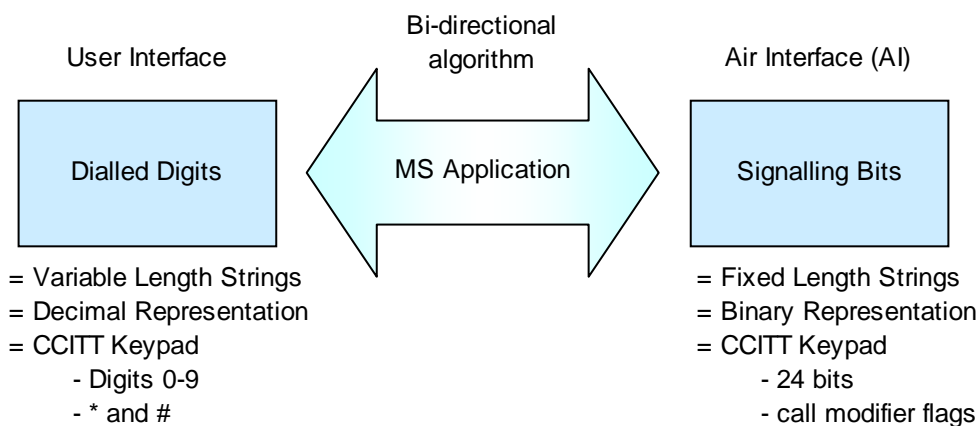 User Interface
Bi-directional
algorithm
Air Interface (AI)
Dialled Digits
MS Application
Signalling Bits
= Variable Length Strings
= Decimal Representation
= CCITT Keypad
- Digits 0-9
- * and #
= Fixed Length Strings
= Binary Representation
= CCITT Keypad
- 24 bits
- call modifier flags